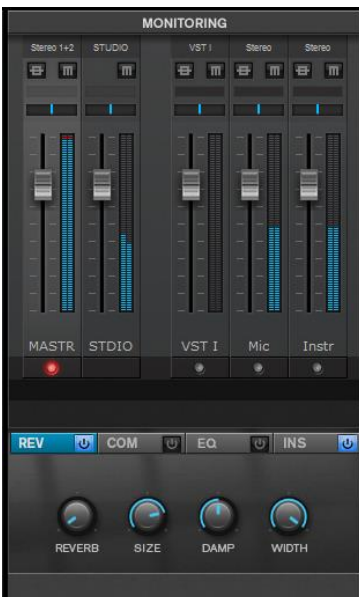 MONITORING
Stereo 1+2 STUDIO VST I Stereo Stereo
m m m m m
MASTR STDIO VST I Mic Instr
REV COM EQ INS
REVERB SIZE DAMP WIDTH